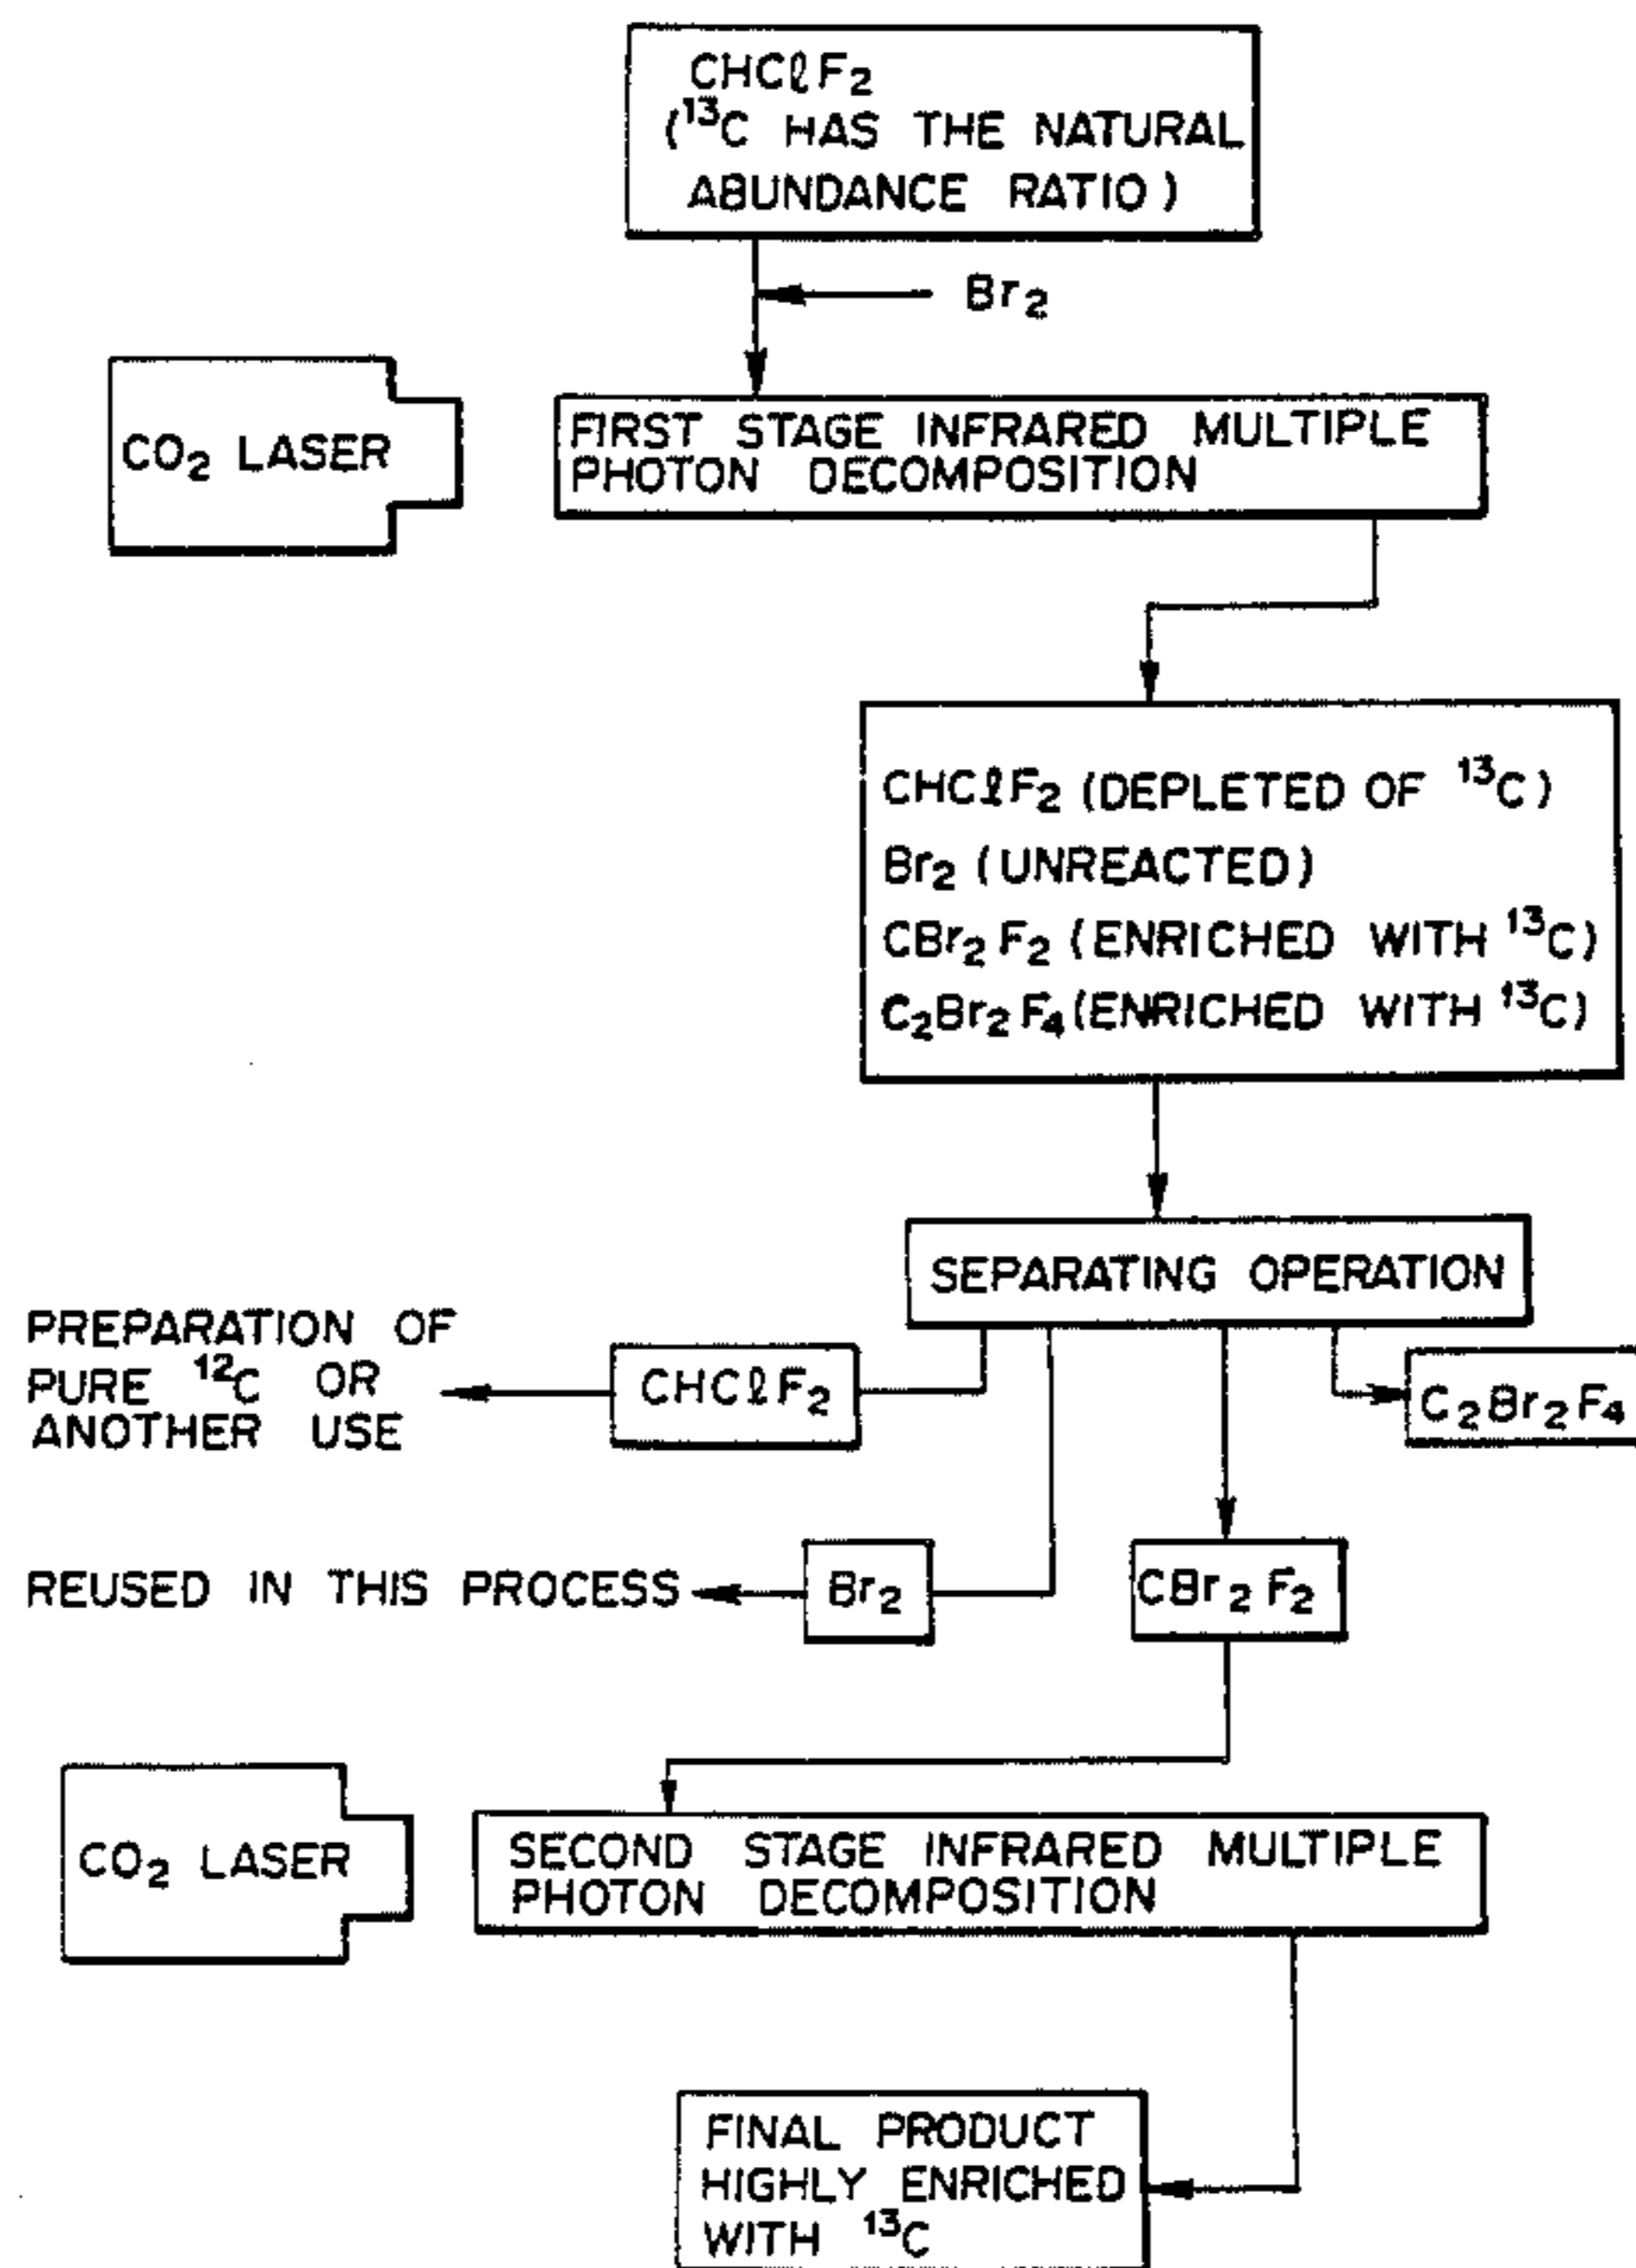 CHCℓF₂
(¹³C HAS THE NATURAL
ABUNDANCE RATIO)
Br₂
CO₂ LASER
FIRST STAGE INFRARED MULTIPLE
PHOTON DECOMPOSITION
CHCℓF₂ (DEPLETED OF ¹³C)
Br₂ (UNREACTED)
CBr₂F₂ (ENRICHED WITH ¹³C)
C₂Br₂F₄ (ENRICHED WITH ¹³C)
SEPARATING OPERATION
PREPARATION OF
PURE ¹²C OR
ANOTHER USE
CHCℓF₂
C₂Br₂F₄
REUSED IN THIS PROCESS
Br₂
CBr₂F₂
CO₂ LASER
SECOND STAGE INFRARED MULTIPLE
PHOTON DECOMPOSITION
FINAL PRODUCT
HIGHLY ENRICHED
WITH ¹³C